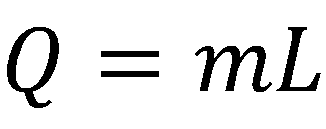 Q = mL